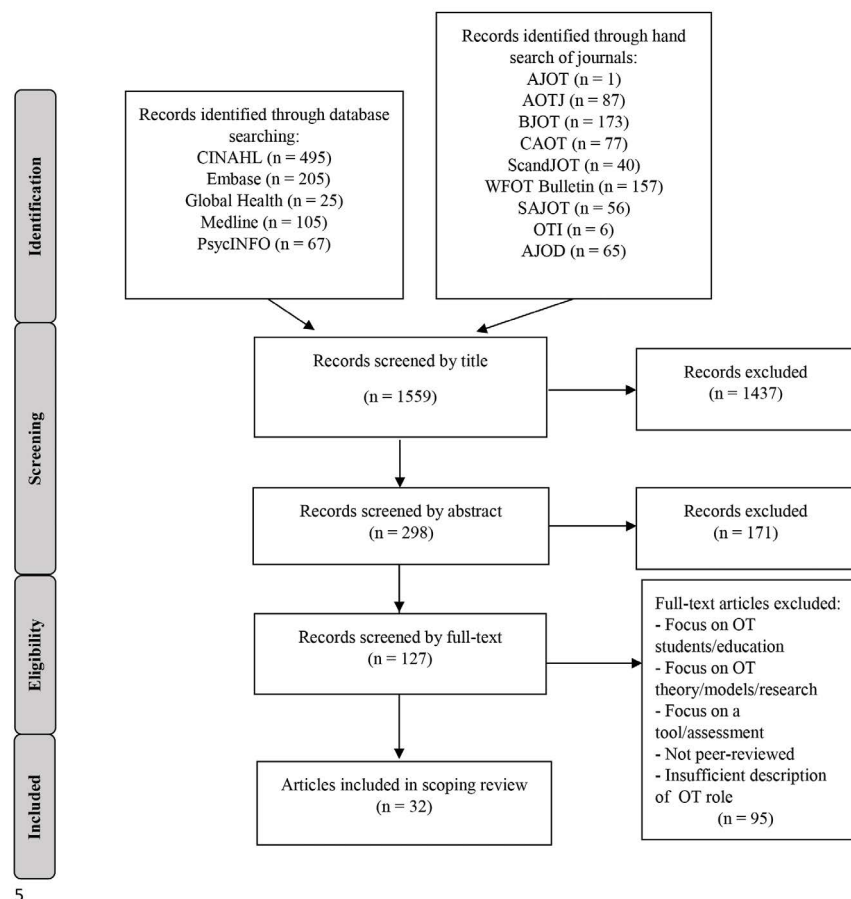 Identification
Records identified through database
searching:
CINAHL (n = 495)
Embase (n = 205)
Global Health (n = 25)
Medline (n = 105)
PsycINFO (n = 67)
Records identified through hand
search of journals:
AJOT (n = 1)
AOTJ (n = 87)
BJOT (n = 173)
CAOT (n = 77)
ScandJOT (n = 40)
WFOT Bulletin (n = 157)
SAJOT (n = 56)
OTI (n = 6)
AJOD (n = 65)
Screening
Records screened by title
(n = 1559)
Records excluded
(n = 1437)
Records screened by abstract
(n = 298)
Records excluded
(n = 171)
Eligibility
Records screened by full-text
(n = 127)
Full-text articles excluded:
- Focus on OT
students/education
- Focus on OT
theory/models/research
- Focus on a
tool/assessment
- Not peer-reviewed
- Insufficient description
of OT role
(n = 95)
Included
Articles included in scoping review
(n = 32)
5